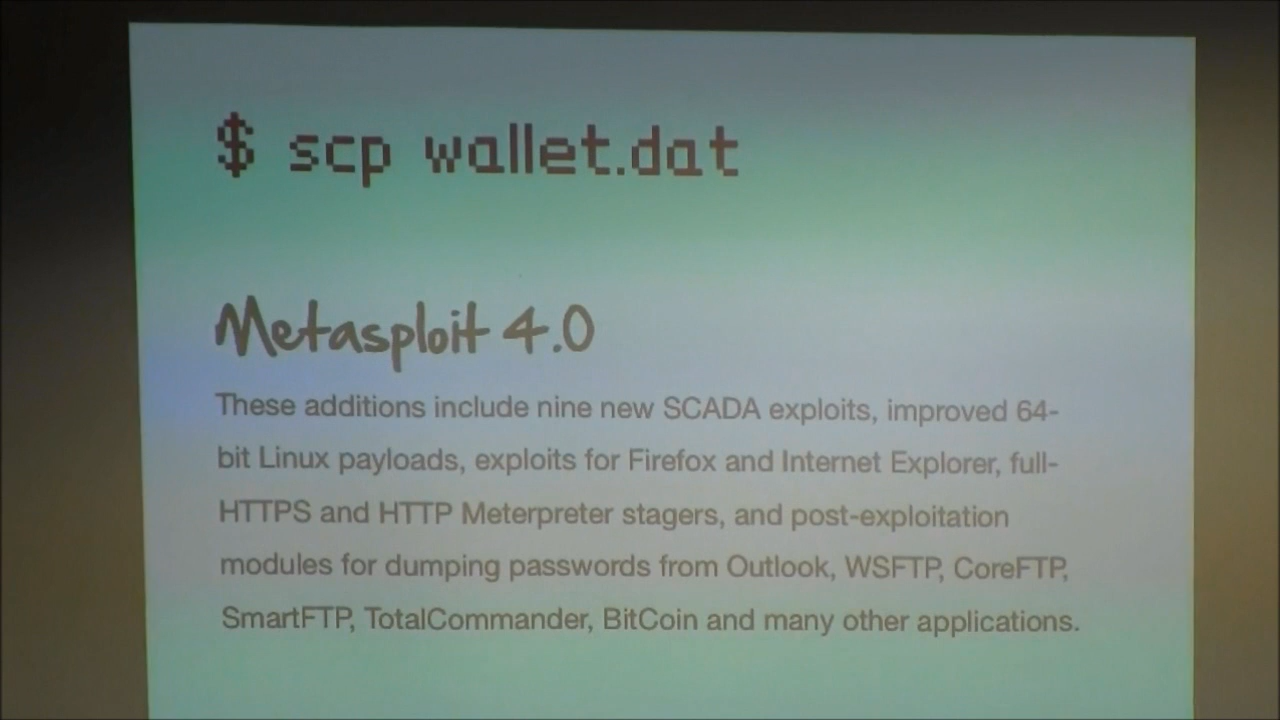 $ scp wallet.dat
Metasploit 4.0
These additions include nine new SCADA exploits, improved 64-
bit Linux payloads, exploits for Firefox and Internet Explorer, full-
HTTPS and HTTP Meterpreter stagers, and post-exploitation
modules for dumping passwords from Outlook, WSFTP, CoreFTP,
SmartFTP, TotalCommander, BitCoin and many other applications.